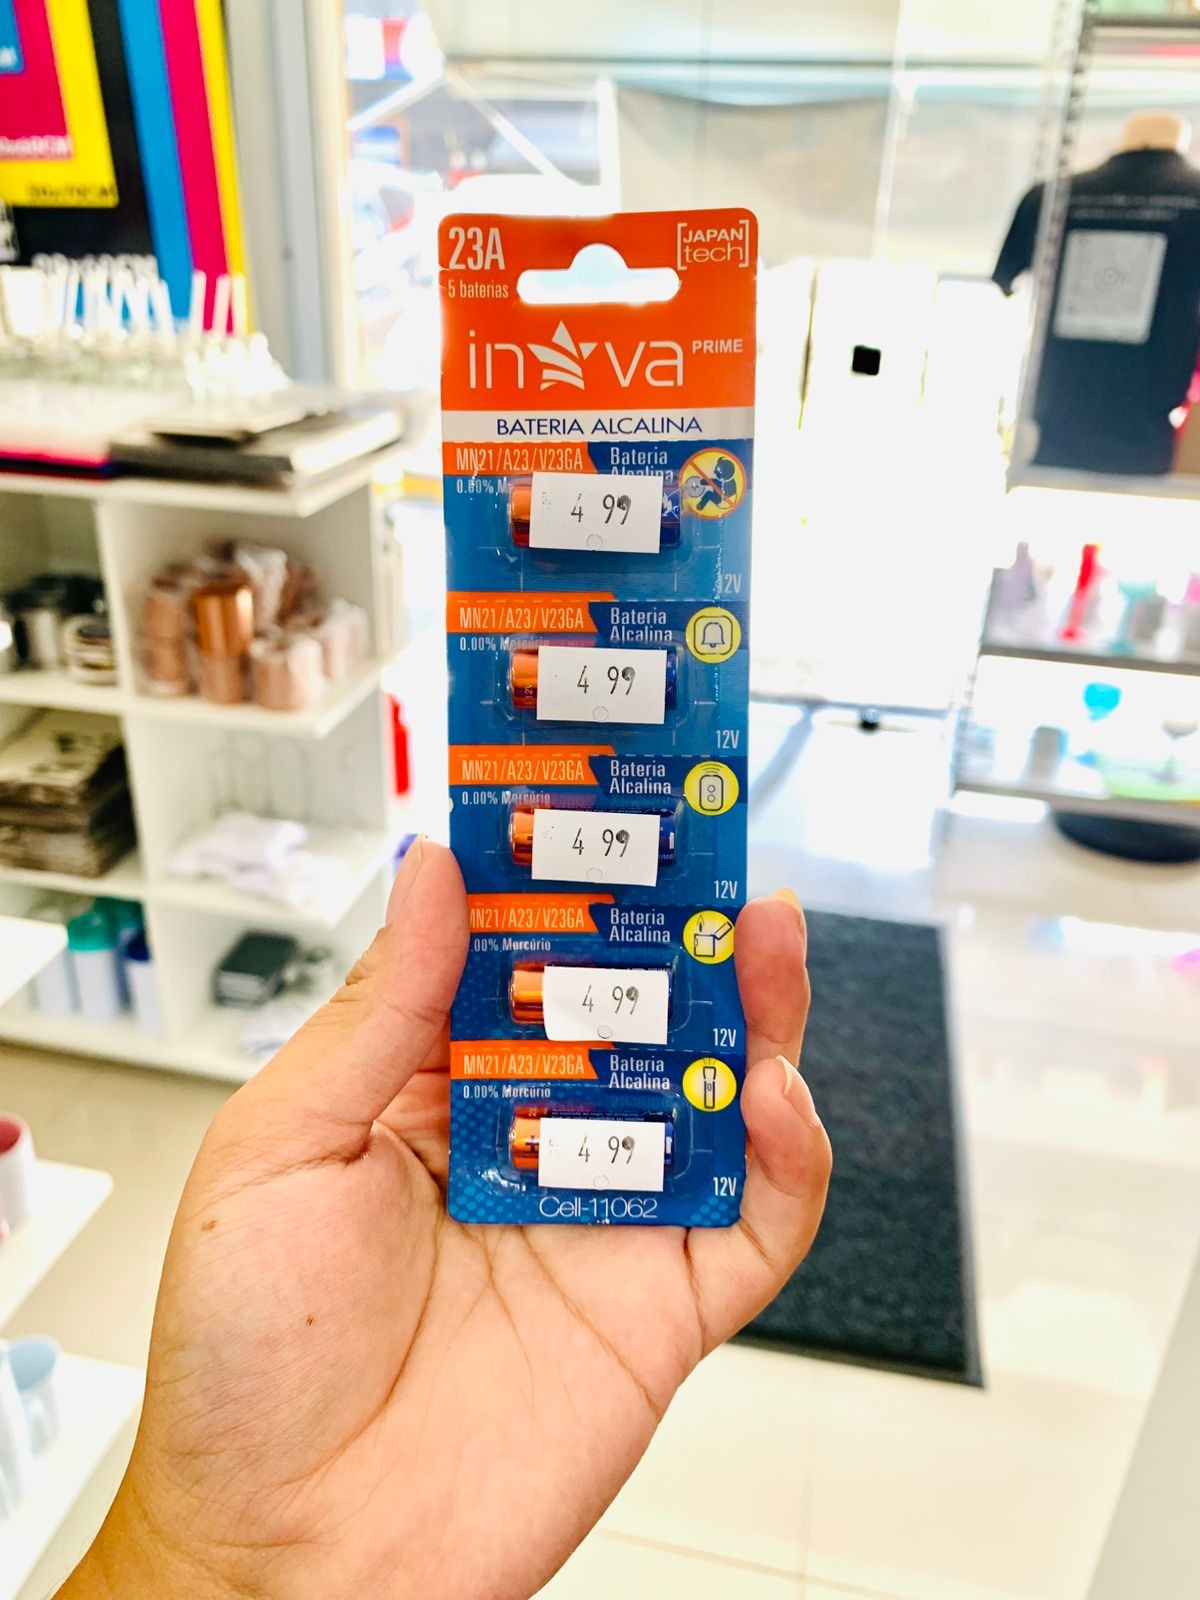 23A
5 baterias
JAPAN
tech
inova PRIME
BATERIA ALCALINA
MN21/A23/V23GA
Bateria
Alcalina
0.00%
4 99
2V
MN21/A23/V23GA
Bateria
Alcalina
0.00% Mercúrio
4 99
12V
MN21/A23/V23GA
Bateria
Alcalina
0.00% Mercúrio
4 99
12V
MN21/A23/V23GA
Bateria
Alcalina
.00% Mercúrio
4 99
12V
MN21/A23/V23GA
Bateria
Alcalina
0.00% Mercúrio
4 99
12V
Cell-11062